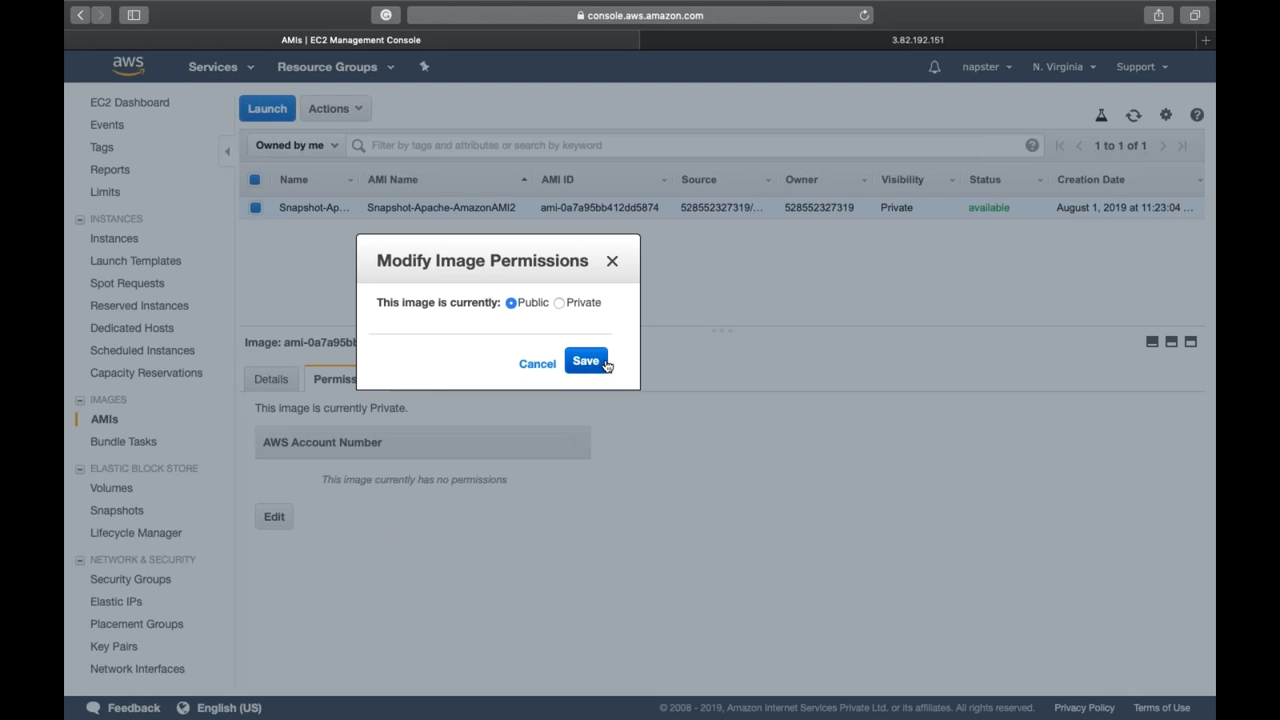 console.aws.amazon.com
AMIs | EC2 Management Console
3.82.192.151
aws
Services
Resource Groups
napster
N. Virginia
Support
EC2 Dashboard
Events
Tags
Reports
Limits
INSTANCES
Instances
Launch Templates
Spot Requests
Reserved Instances
Dedicated Hosts
Scheduled Instances
Capacity Reservations
IMAGES
AMIs
Bundle Tasks
ELASTIC BLOCK STORE
Volumes
Snapshots
Lifecycle Manager
NETWORK & SECURITY
Security Groups
Elastic IPs
Placement Groups
Key Pairs
Network Interfaces
Launch
Actions
Owned by me
Filter by tags and attributes or search by keyword
1 to 1 of 1
Name AMI Name AMI ID Source Owner Visibility Status Creation Date
Snapshot-Ap... Snapshot-Apache-AmazonAMI2 ami-0a7a95bb412dd5874 528552327319/... 528552327319 Private available August 1, 2019 at 11:23:04 ...
Modify Image Permissions
This image is currently: Public Private
Cancel
Save
Image: ami-0a7a95bb
Details
Permiss
This image is currently Private.
AWS Account Number
This image currently has no permissions
Edit
Feedback
English (US)
© 2008 - 2019, Amazon Internet Services Private Ltd. or its affiliates. All rights reserved.
Privacy Policy
Terms of Use